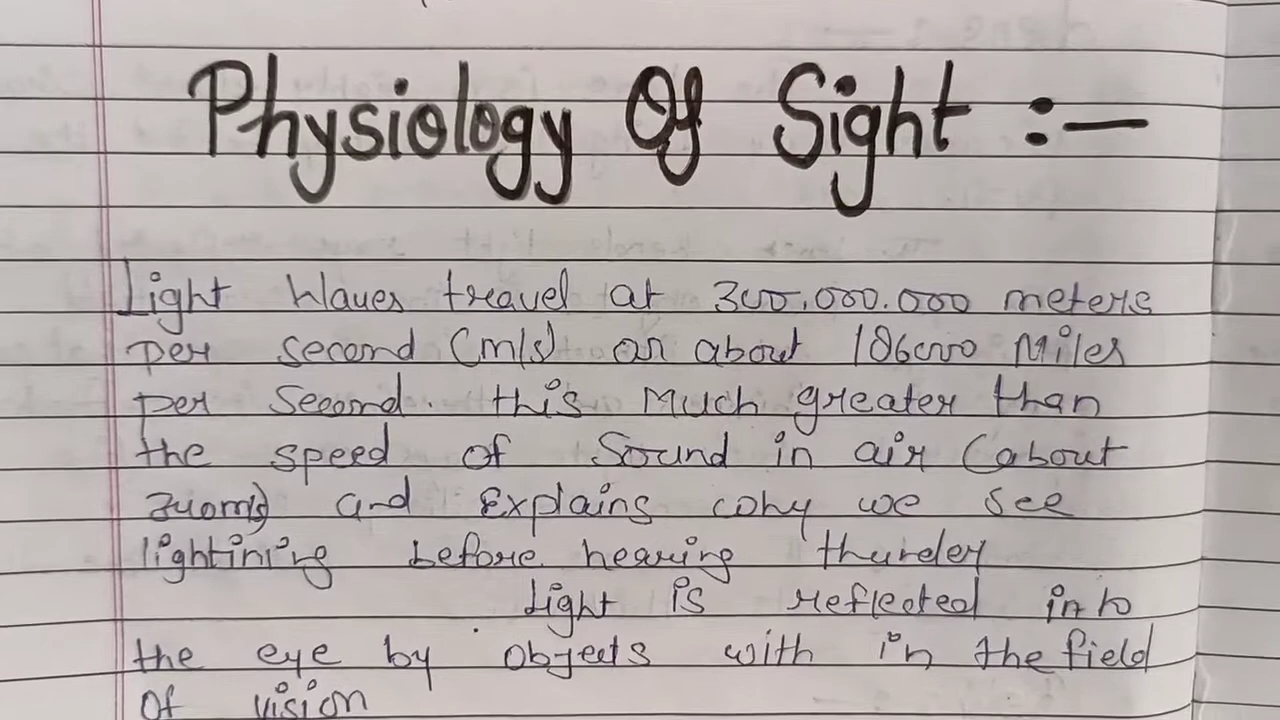 Physiology Of Sight :-
Light Waves travel at 300.000.000 meters
per second (m/s) or about 186000 Miles
per Second. this Much greater than
the speed of Sound in air (about
340m/s) and Explains why we see
lightining before hearing thunder
Light is reflected into
the eye by objects with in the field
of vision